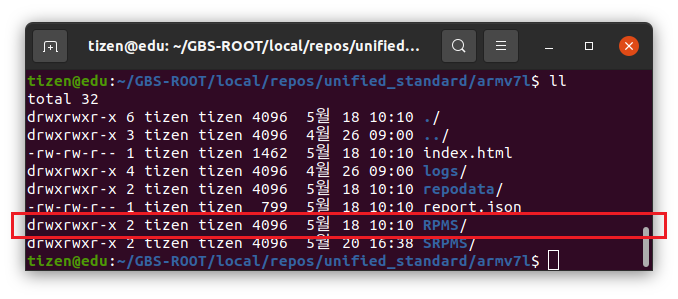 tizen@edu: ~/GBS-ROOT/local/repos/unified...
tizen@edu:~/GBS-ROOT/local/repos/unified_standard/armv7l$ ll
total 32
drwxrwxr-x 6 tizen tizen 4096  5월 18 10:10 ./
drwxrwxr-x 3 tizen tizen 4096  4월 26 09:00 ../
-rw-rw-r-- 1 tizen tizen 1462  5월 18 10:10 index.html
drwxrwxr-x 4 tizen tizen 4096  4월 26 09:00 logs/
drwxrwxr-x 2 tizen tizen 4096  5월 18 10:10 repodata/
-rw-rw-r-- 1 tizen tizen  799  5월 18 10:10 report.json
drwxrwxr-x 2 tizen tizen 4096  5월 18 10:10 RPMS/
drwxrwxr-x 2 tizen tizen 4096  5월 20 16:38 SRPMS/
tizen@edu:~/GBS-ROOT/local/repos/unified_standard/armv7l$